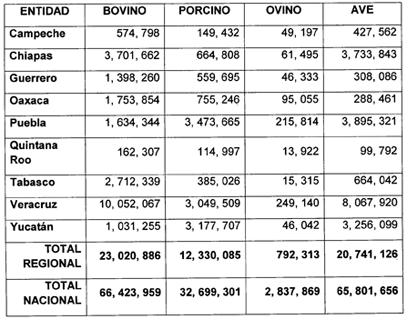 ENTIDAD BOVINO PORCINO OVINO AVE
Campeche 574, 798 149, 432 49, 197 427, 562
Chiapas 3, 701, 662 664, 808 61, 495 3, 733, 843
Guerrero 1, 398, 260 559, 695 46, 333 308, 086
Oaxaca 1, 753, 854 755, 246 95, 055 288, 461
Puebla 1, 634, 344 3, 473, 665 215, 814 3, 895, 321
Quintana
Roo 162, 307 114, 997 13, 922 99, 792
Tabasco 2, 712, 339 385, 026 15, 315 664, 042
Veracruz 10, 052, 067 3, 049, 509 249, 140 8, 067, 920
Yucatán 1, 031, 255 3, 177, 707 46, 042 3, 256, 099
TOTAL
REGIONAL 23, 020, 886 12, 330, 085 792, 313 20, 741, 126
TOTAL
NACIONAL 66, 423, 959 32, 699, 301 2, 837, 869 65, 801, 656